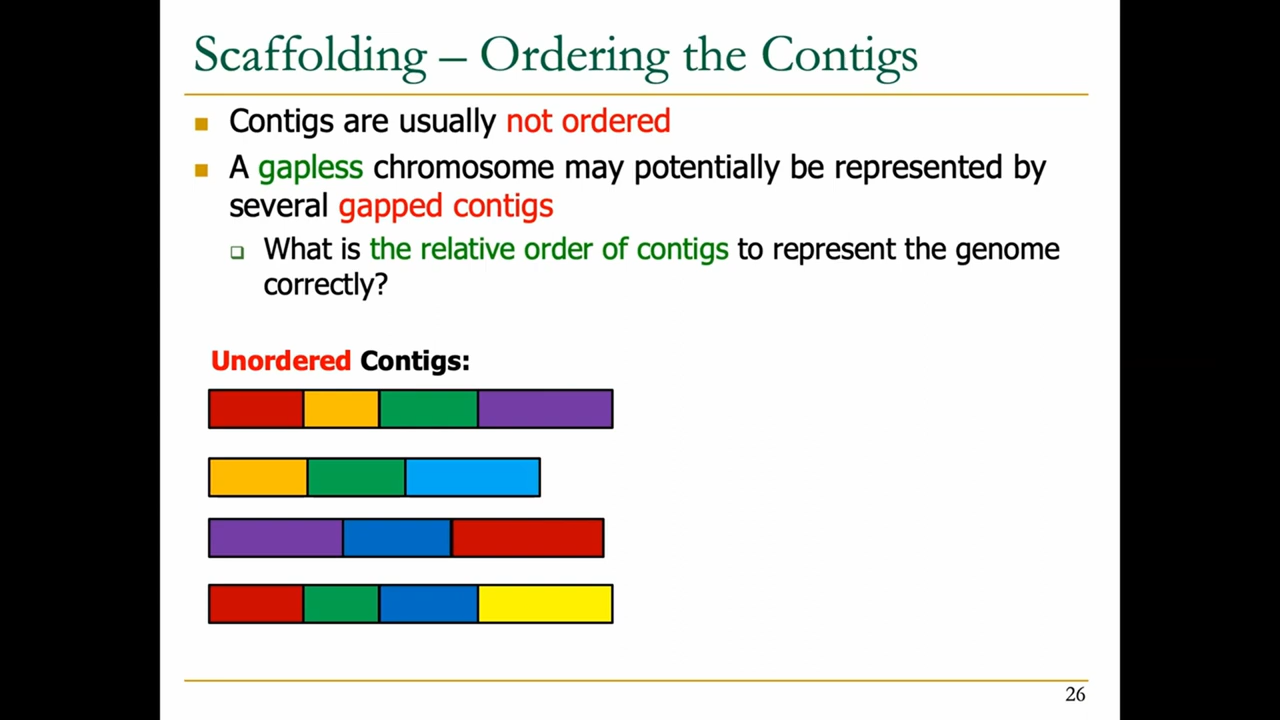 Scaffolding – Ordering the Contigs
Contigs are usually not ordered
A gapless chromosome may potentially be represented by
several gapped contigs
What is the relative order of contigs to represent the genome
correctly?
Unordered Contigs:
26